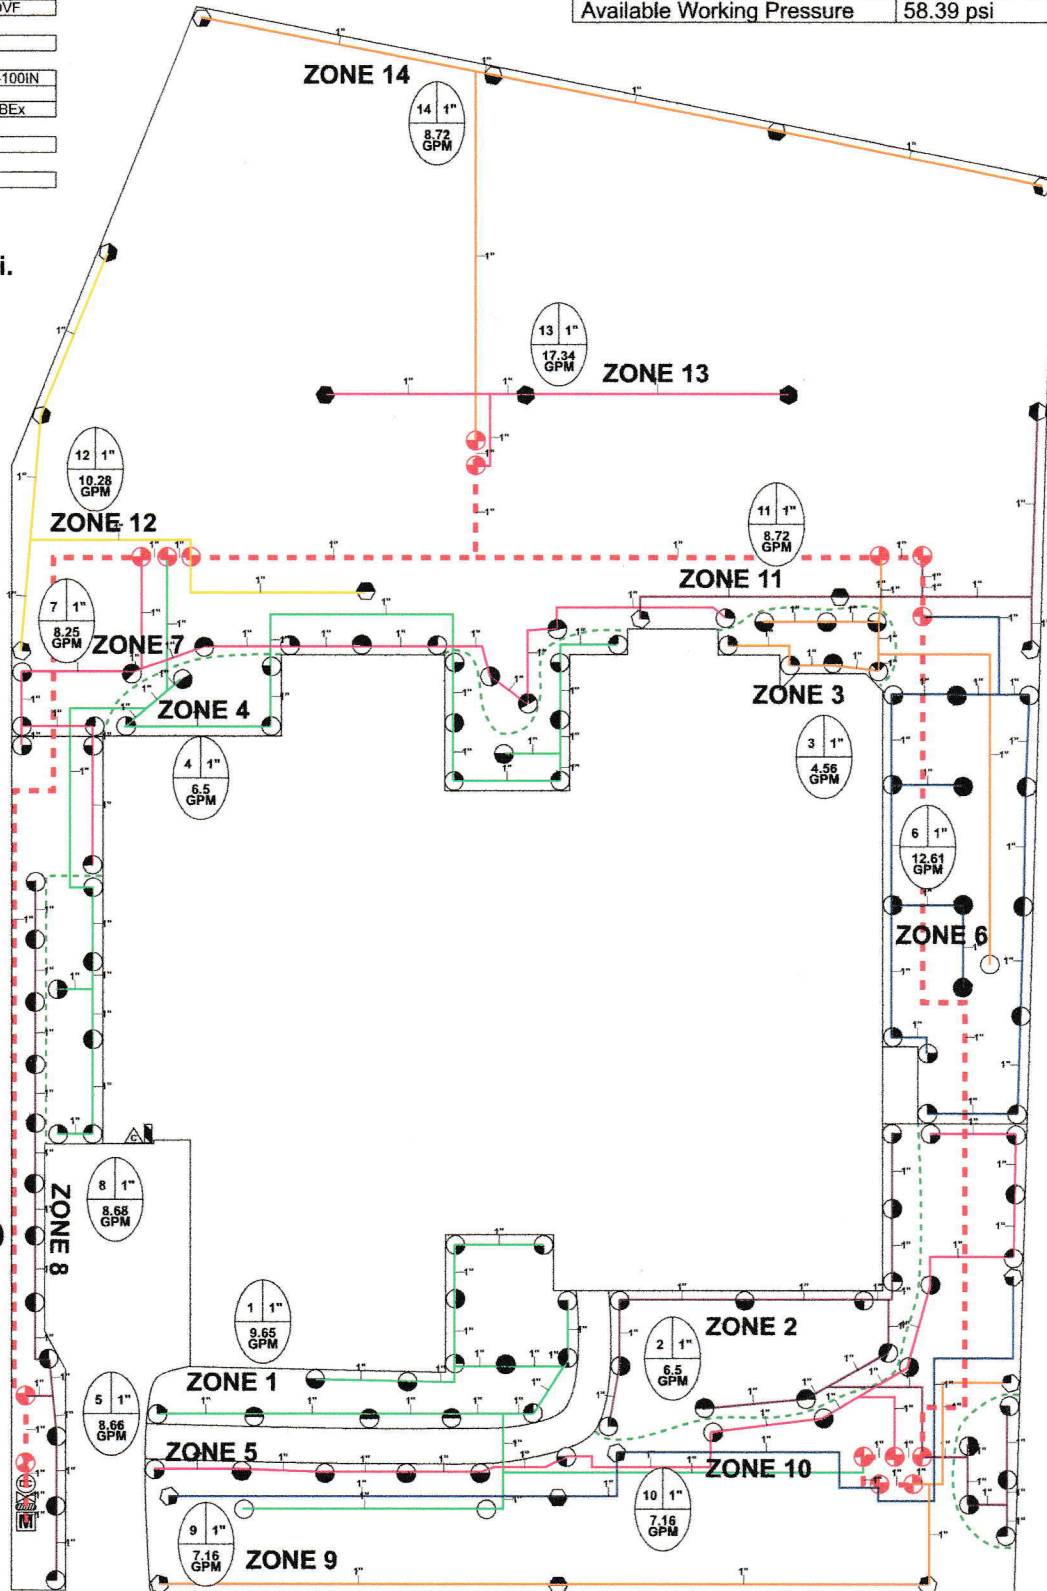 OVF
Available Working Pressure 58.39 psi
-100IN
BEx
ZONE 14
14 1"
8.72
GPM
i.
13 1"
17.34
GPM
ZONE 13
12 1"
10.28
GPM
ZONE 12
11 1"
8.72
GPM
ZONE 11
7 1"
8.25
GPM
ZONE 7
ZONE 4
ZONE 3
4 1"
6.5
GPM
3 1"
4.56
GPM
6 1"
12.61
GPM
ZONE 6
C
8 1"
8.68
GPM
ZONE 8
1 1"
9.65
GPM
ZONE 2
2 1"
6.5
GPM
ZONE 1
5 1"
8.66
GPM
ZONE 5
ZONE 10
10 1"
7.16
GPM
M
9 1"
7.16
GPM
ZONE 9